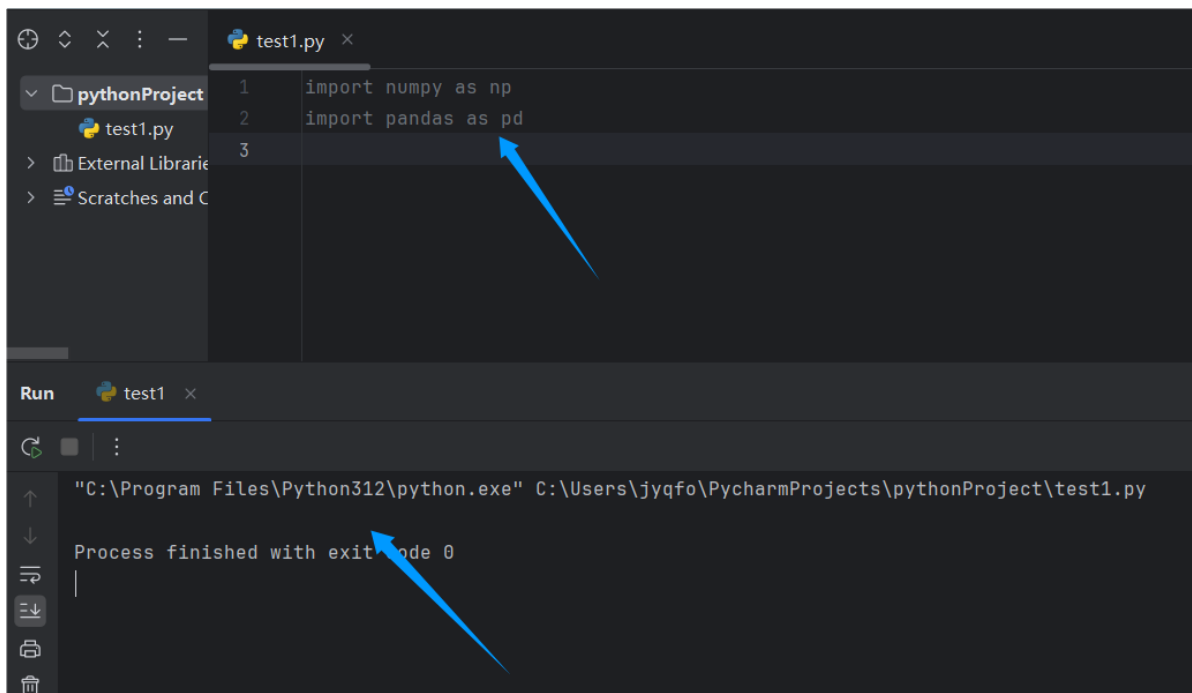 test1.py
pythonProject
test1.py
External Librarie
Scratches and C
1 import numpy as np
2 import pandas as pd
3
Run test1
"C:\Program Files\Python312\python.exe" C:\Users\jyqfo\PycharmProjects\pythonProject\test1.py
Process finished with exit code 0